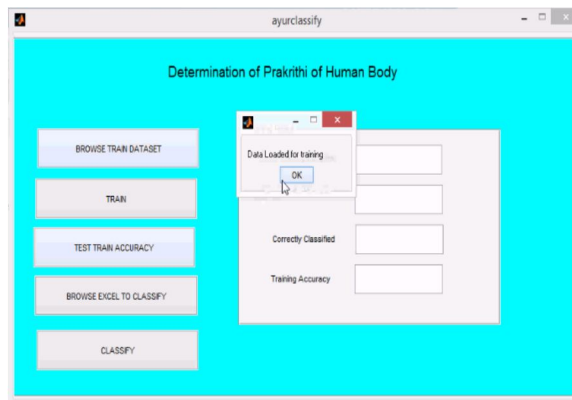 ayurclassify
Determination of Prakrithi of Human Body
BROWSE TRAIN DATASET
TRAIN
TEST TRAIN ACCURACY
BROWSE EXCEL TO CLASSIFY
CLASSIFY
Data Loaded for training
OK
Correctly Classified
Training Accuracy